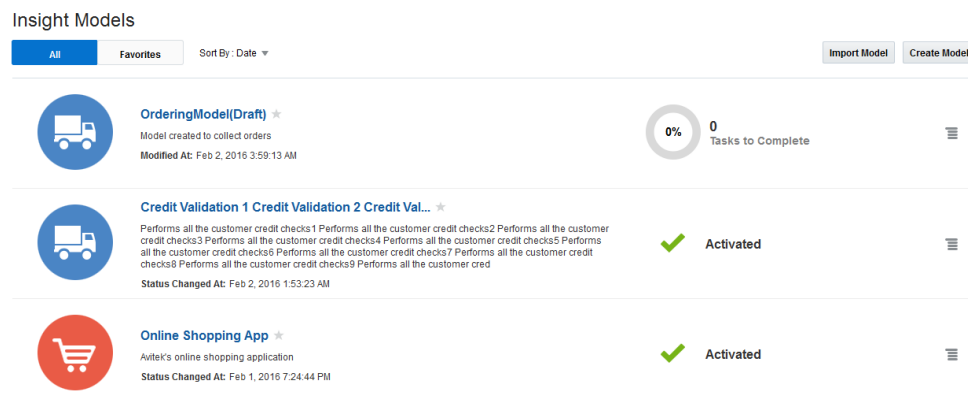 Insight Models
All Favorites Sort By : Date Import Model Create Model
OrderingModel(Draft)
Model created to collect orders
Modified At: Feb 2, 2016 3:59:13 AM
0%
0
Tasks to Complete
Credit Validation 1 Credit Validation 2 Credit Val...
Performs all the customer credit checks1 Performs all the customer credit checks2 Performs all the customer
credit checks3 Performs all the customer credit checks4 Performs all the customer credit checks5 Performs
all the customer credit checks6 Performs all the customer credit checks7 Performs all the customer credit
checks8 Performs all the customer credit checks9 Performs all the customer cred
Status Changed At: Feb 2, 2016 1:53:23 AM
Activated
Online Shopping App
Avitek's online shopping application
Status Changed At: Feb 1, 2016 7:24:44 PM
Activated